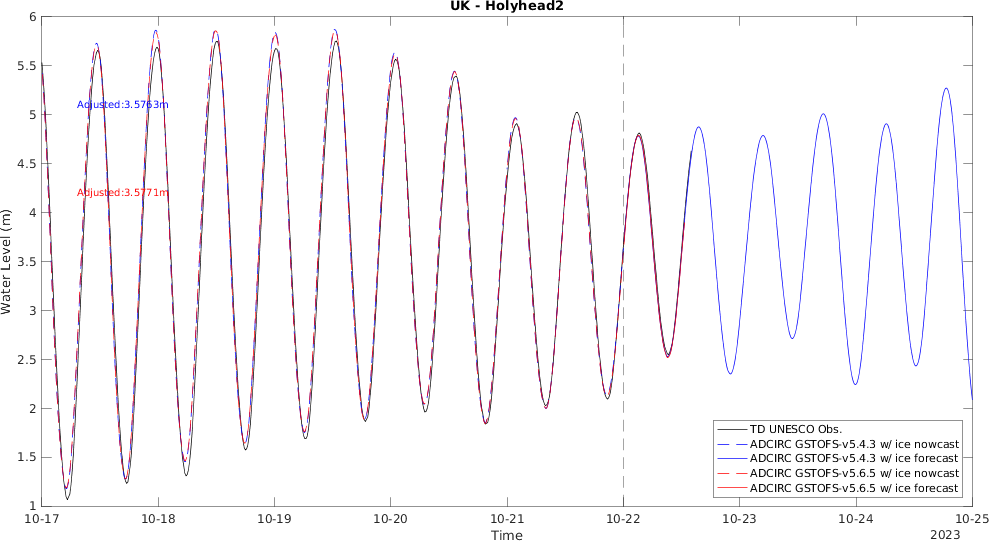 UK - Holyhead2
6
5.5
5
4.5
4
3.5
3
2.5
2
1.5
1
Water Level (m)
Adjusted:3.5763m
Adjusted:3.5771m
TD UNESCO Obs.
ADCIRC GSTOFS-v5.4.3 w/ ice nowcast
ADCIRC GSTOFS-v5.4.3 w/ ice forecast
ADCIRC GSTOFS-v5.6.5 w/ ice nowcast
ADCIRC GSTOFS-v5.6.5 w/ ice forecast
10-17 10-18 10-19 10-20 10-21 10-22 10-23 10-24 10-25
Time
2023